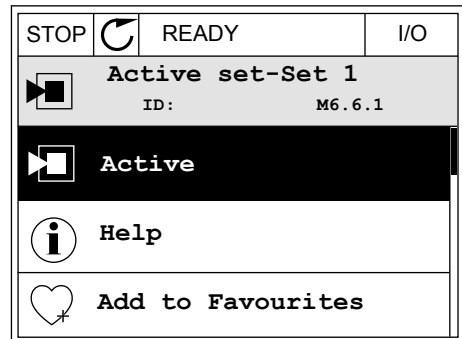 STOP READY I/O
Active set-Set 1
ID: M6.6.1
Active
Help
Add to Favourites